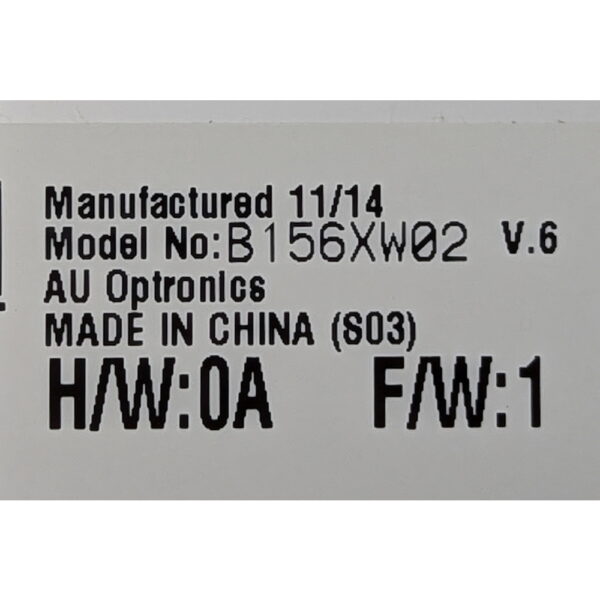 Manufactured 11/14
Model No:B156XW02 V.6
AU Optronics
MADE IN CHINA (S03)
H/W:0A F/W:1